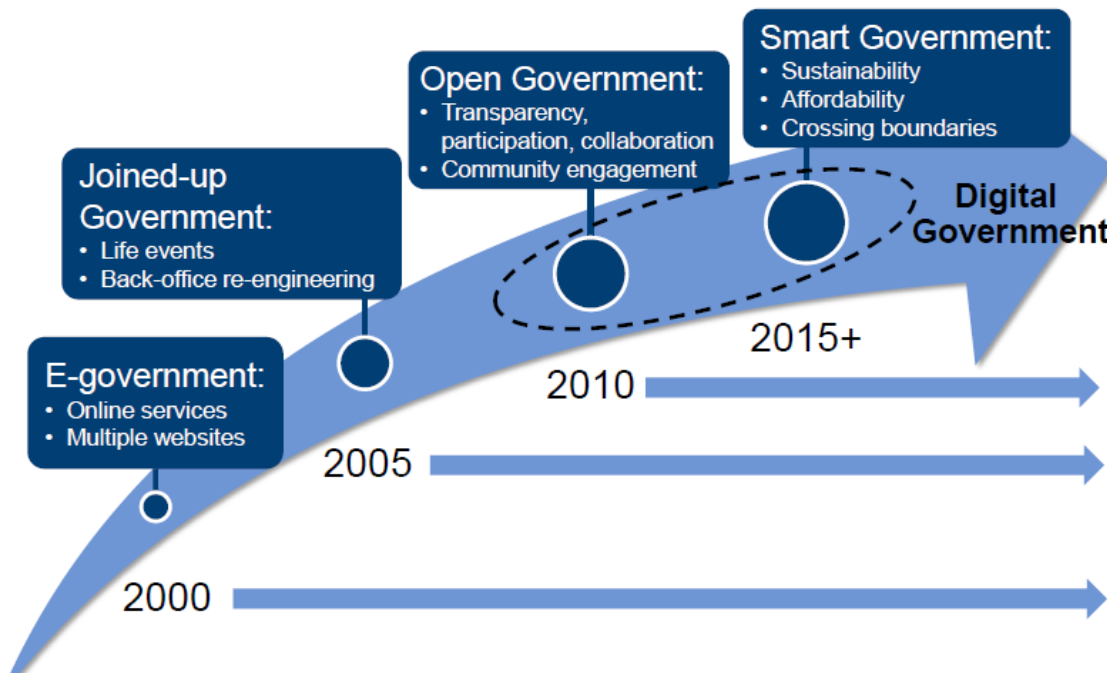 Smart Government:
• Sustainability
• Affordability
• Crossing boundaries
Open Government:
• Transparency,
participation, collaboration
• Community engagement
Joined-up
Government:
• Life events
• Back-office re-engineering
E-government:
• Online services
• Multiple websites
Digital
Government
2015+
2010
2005
2000